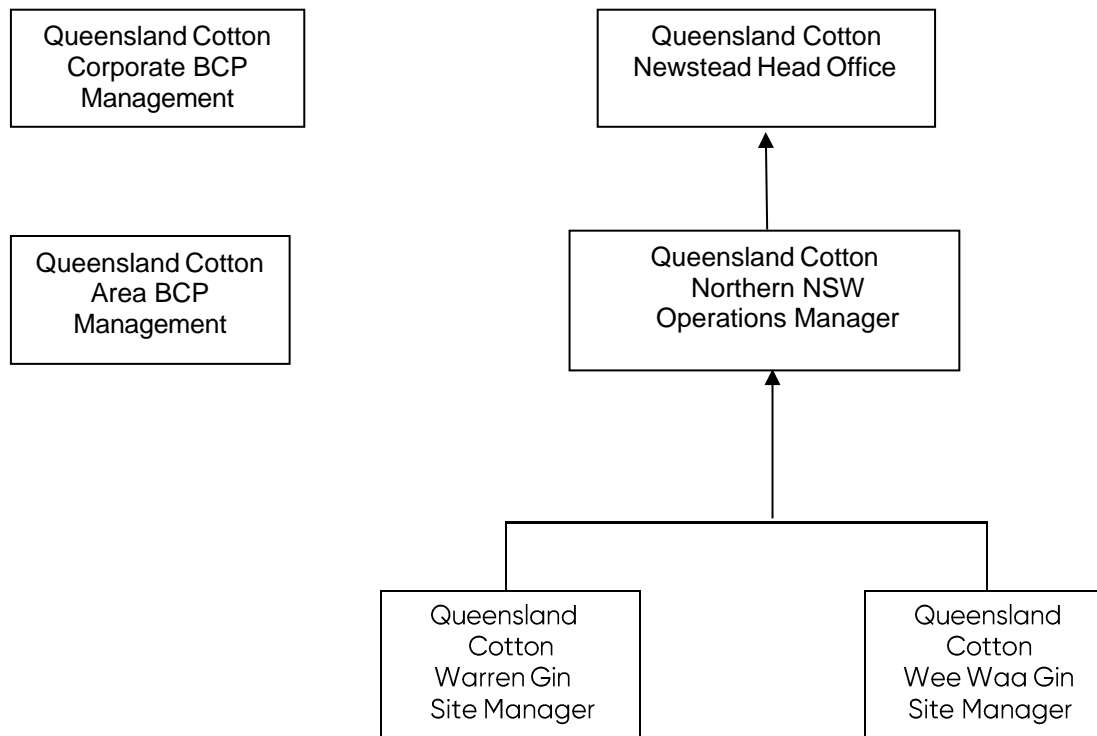 Queensland Cotton
Corporate BCP
Management
Queensland Cotton
Newstead Head Office
Queensland Cotton
Area BCP
Management
Queensland Cotton
Northern NSW
Operations Manager
Queensland
Cotton
Warren Gin
Site Manager
Queensland
Cotton
Wee Waa Gin
Site Manager